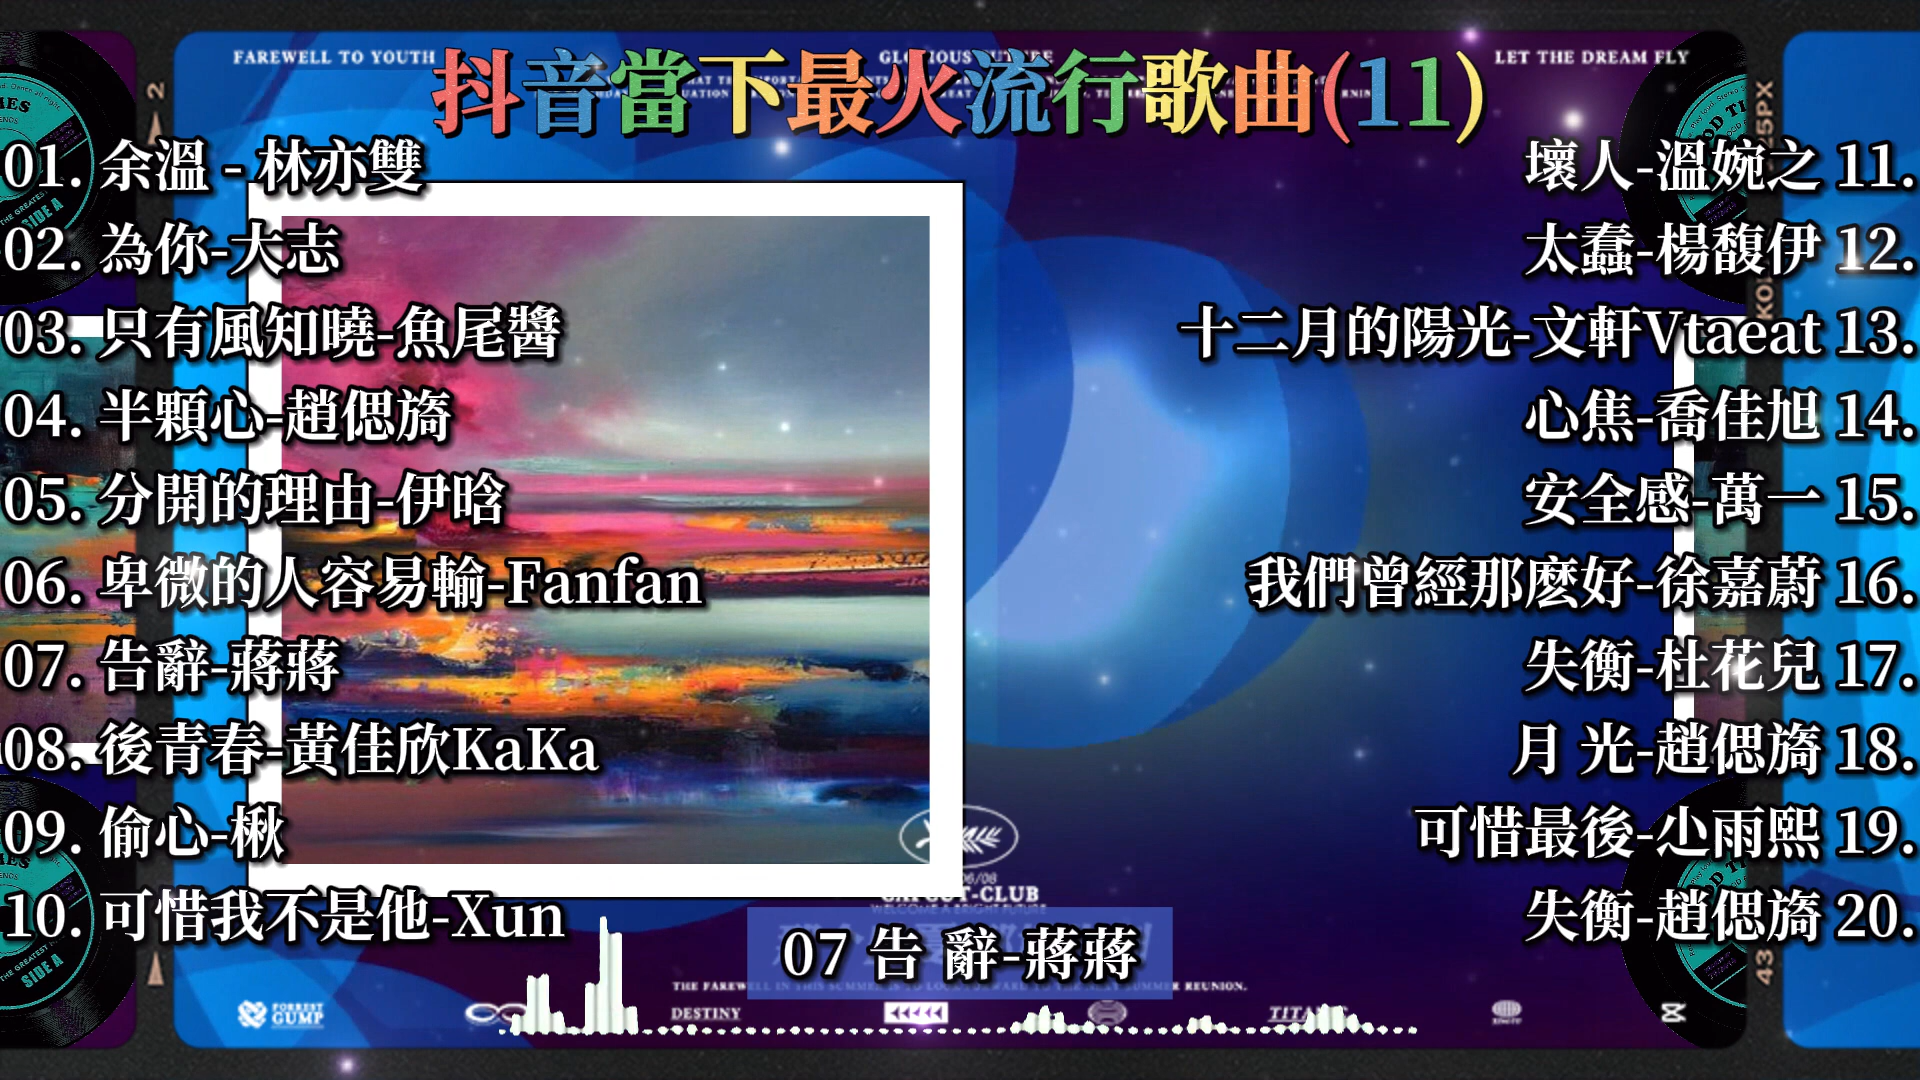 FAREWELL TO YOUTH
LET THE DREAM FLY
抖音當下最火流行歌曲(11)
01. 余溫 - 林亦雙
02. 為你-大志
03. 只有風知曉-魚尾醬
04. 半顆心-趙偲旖
05. 分開的理由-伊晗
06. 卑微的人容易輸-Fanfan
07. 告辭-蔣蔣
08. 後青春-黃佳欣KaKa
09. 偷心-楸
10. 可惜我不是他-Xun
壞人-溫婉之 11.
太蠢-楊馥伊 12.
十二月的陽光-文軒Vtaeat 13.
心焦-喬佳旭 14.
安全感-萬一 15.
我們曾經那麽好-徐嘉蔚 16.
失衡-杜花兒 17.
月 光-趙偲旖 18.
可惜最後-尐雨熙 19.
失衡-趙偲旖 20.
07 告 辭-蔣蔣
FORREST
GUMP
DESTINY
SIDE A
SIDE A